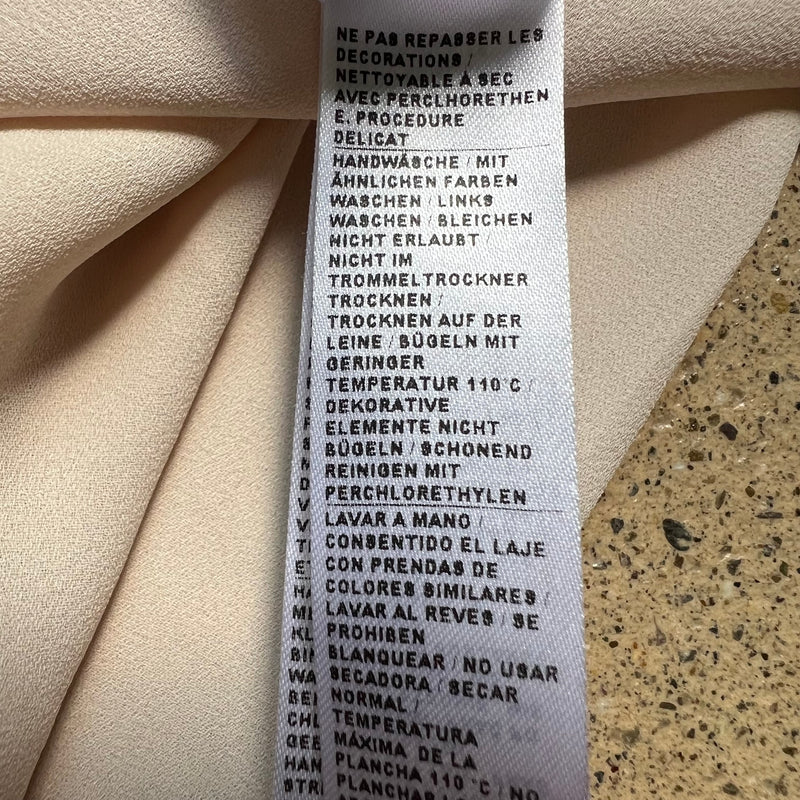 NE PAS REPASSER LES
DECORATIONS /
NETTOYABLE À SEC
AVEC PERCLHORETHEN
E. PROCEDURE
DELICAT
HANDWÄSCHE / MIT
ÄHNLICHEN FARBEN
WASCHEN / LINKS
WASCHEN / BLEICHEN
NICHT ERLAUBT /
NICHT IM
TROMMELTROCKNER
TROCKNEN /
TROCKNEN AUF DER
LEINE / BÜGELN MIT
GERINGER
TEMPERATUR 110°C /
DEKORATIVE
ELEMENTE NICHT
BÜGELN / SCHONEND
REINIGEN MIT
PERCHLORETHYLEN
LAVAR A MANO /
CONSENTIDO EL LAJE
CON PRENDAS DE
COLORES SIMILARES /
LAVAR AL REVES / SE
PROHIBEN
BLANQUEAR / NO USAR
SECADORA / SECAR
NORMAL /
TEMPERATURA
MÁXIMA DE LA
PLANCHA 110 °C / NO
PLANCHAR